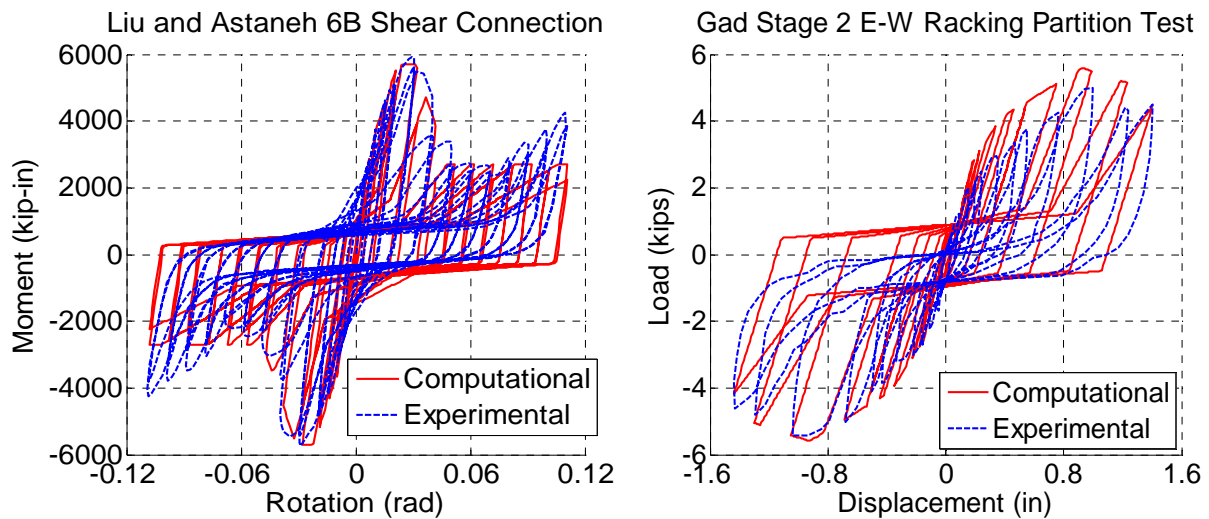 Liu and Astaneh 6B Shear Connection
6000
4000
2000
0
-2000
-4000
-6000
Moment (kip-in)
Computational
Experimental
-0.12
-0.06
0
0.06
0.12
Rotation (rad)
Gad Stage 2 E-W Racking Partition Test
6
4
2
0
-2
-4
-6
Load (kips)
Computational
Experimental
-1.6
-0.8
0
0.8
1.6
Displacement (in)